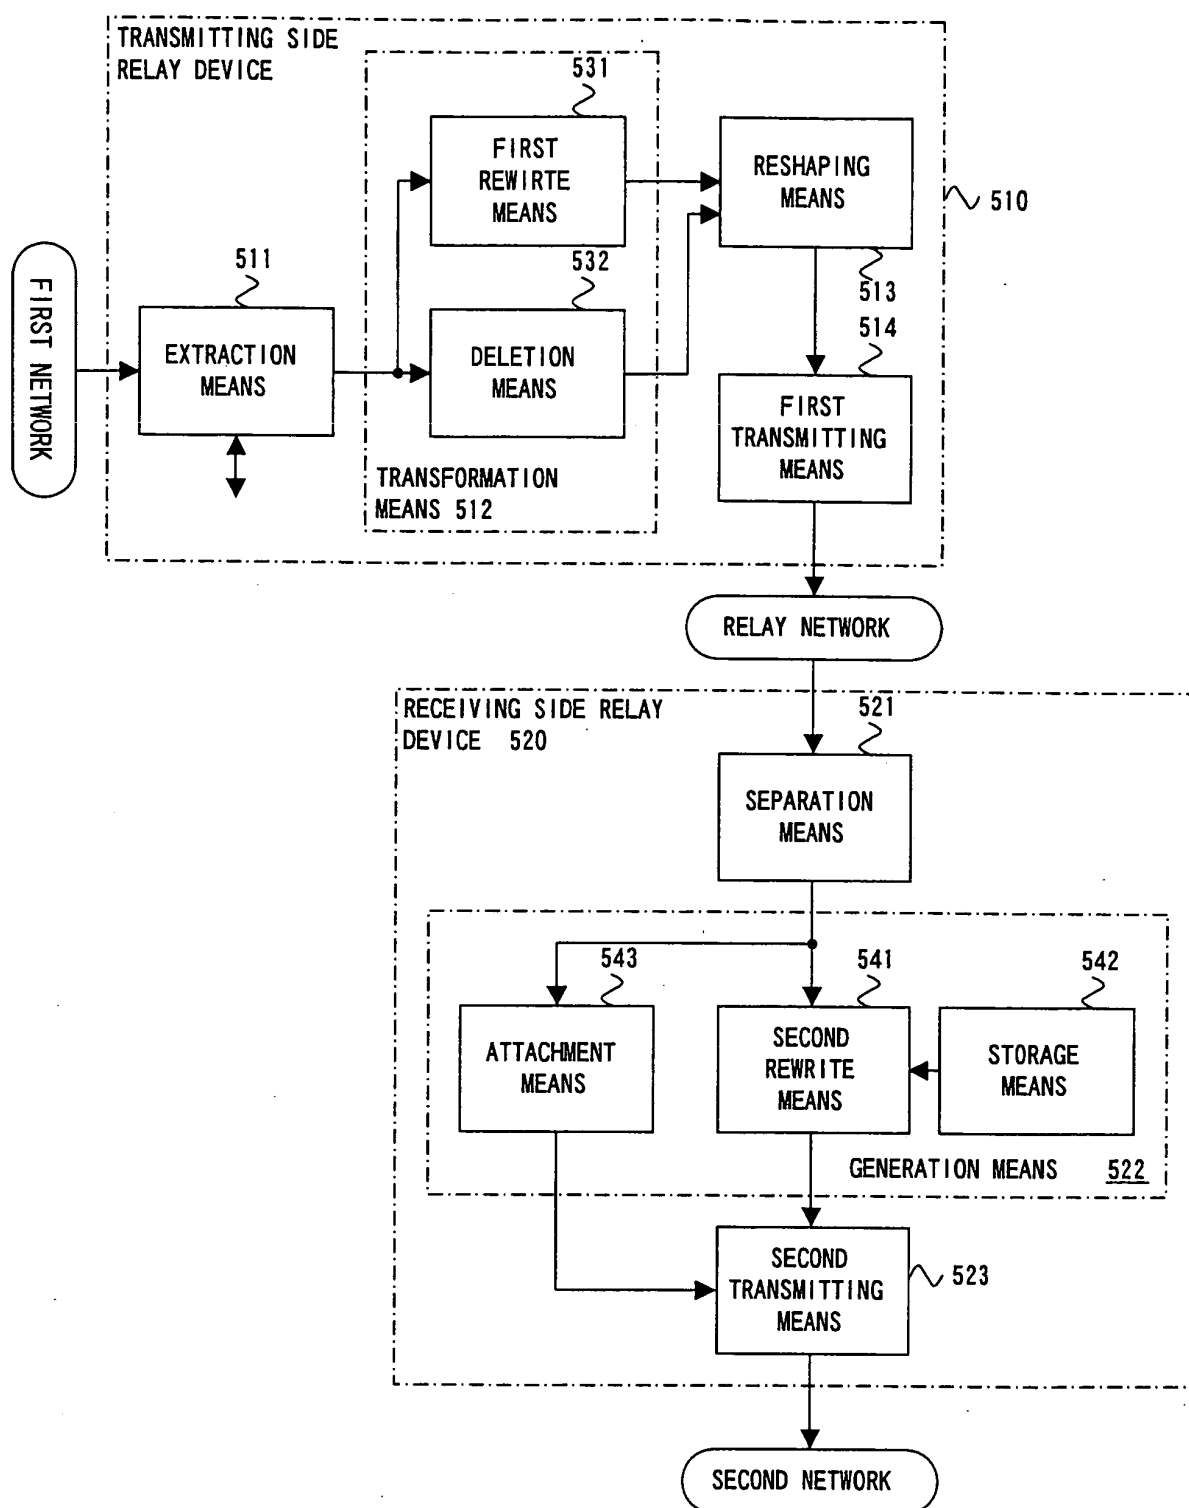 TRANSMITTING SIDE
RELAY DEVICE
531
FIRST
REWIRTE
MEANS
RESHAPING
MEANS
510
511
532
513
514
FIRST NETWORK
EXTRACTION
MEANS
DELETION
MEANS
FIRST
TRANSMITTING
MEANS
TRANSFORMATION
MEANS 512
RELAY NETWORK
RECEIVING SIDE RELAY
DEVICE 520
521
SEPARATION
MEANS
543
541
542
ATTACHMENT
MEANS
SECOND
REWRITE
MEANS
STORAGE
MEANS
GENERATION MEANS 522
SECOND
TRANSMITTING
MEANS
523
SECOND NETWORK